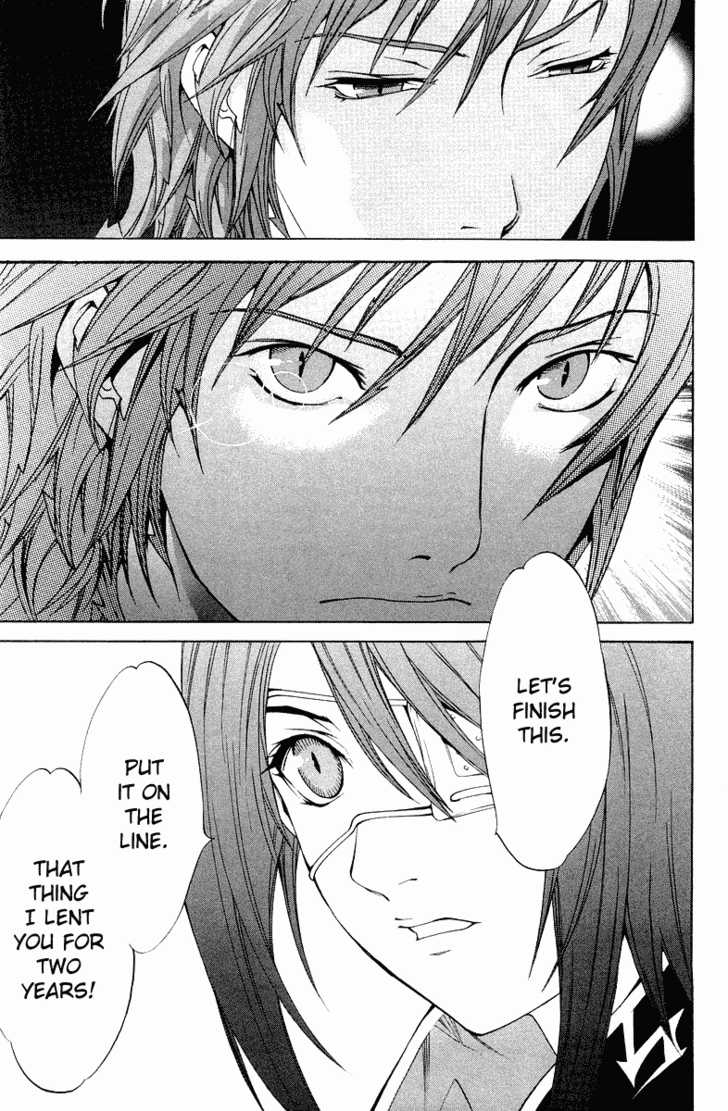 LET'S
FINISH
THIS.
PUT
IT ON
THE
LINE.
THAT
THING
I LENT
YOU FOR
TWO
YEARS!